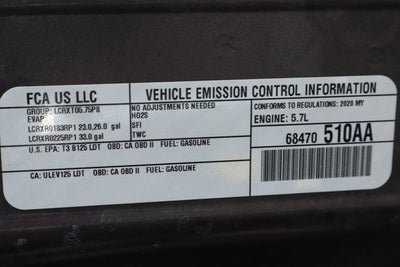 FCA US LLC
VEHICLE EMISSION CONTROL INFORMATION
GROUP: LCRXT05.75P8
EVAP:
LCRXR0183RP1 23.0,26.0 gal
LCRXR0225RP1 33.0 gal
NO ADJUSTMENTS NEEDED
HO2S
SFI
TWC
CONFORMS TO REGULATIONS: 2020 MY
ENGINE: 5.7L
68470 510AA
U.S. EPA: T3 B125 LDT OBD: CA OBD II FUEL: GASOLINE
CA: ULEV125 LDT OBD: CA OBD II FUEL: GASOLINE